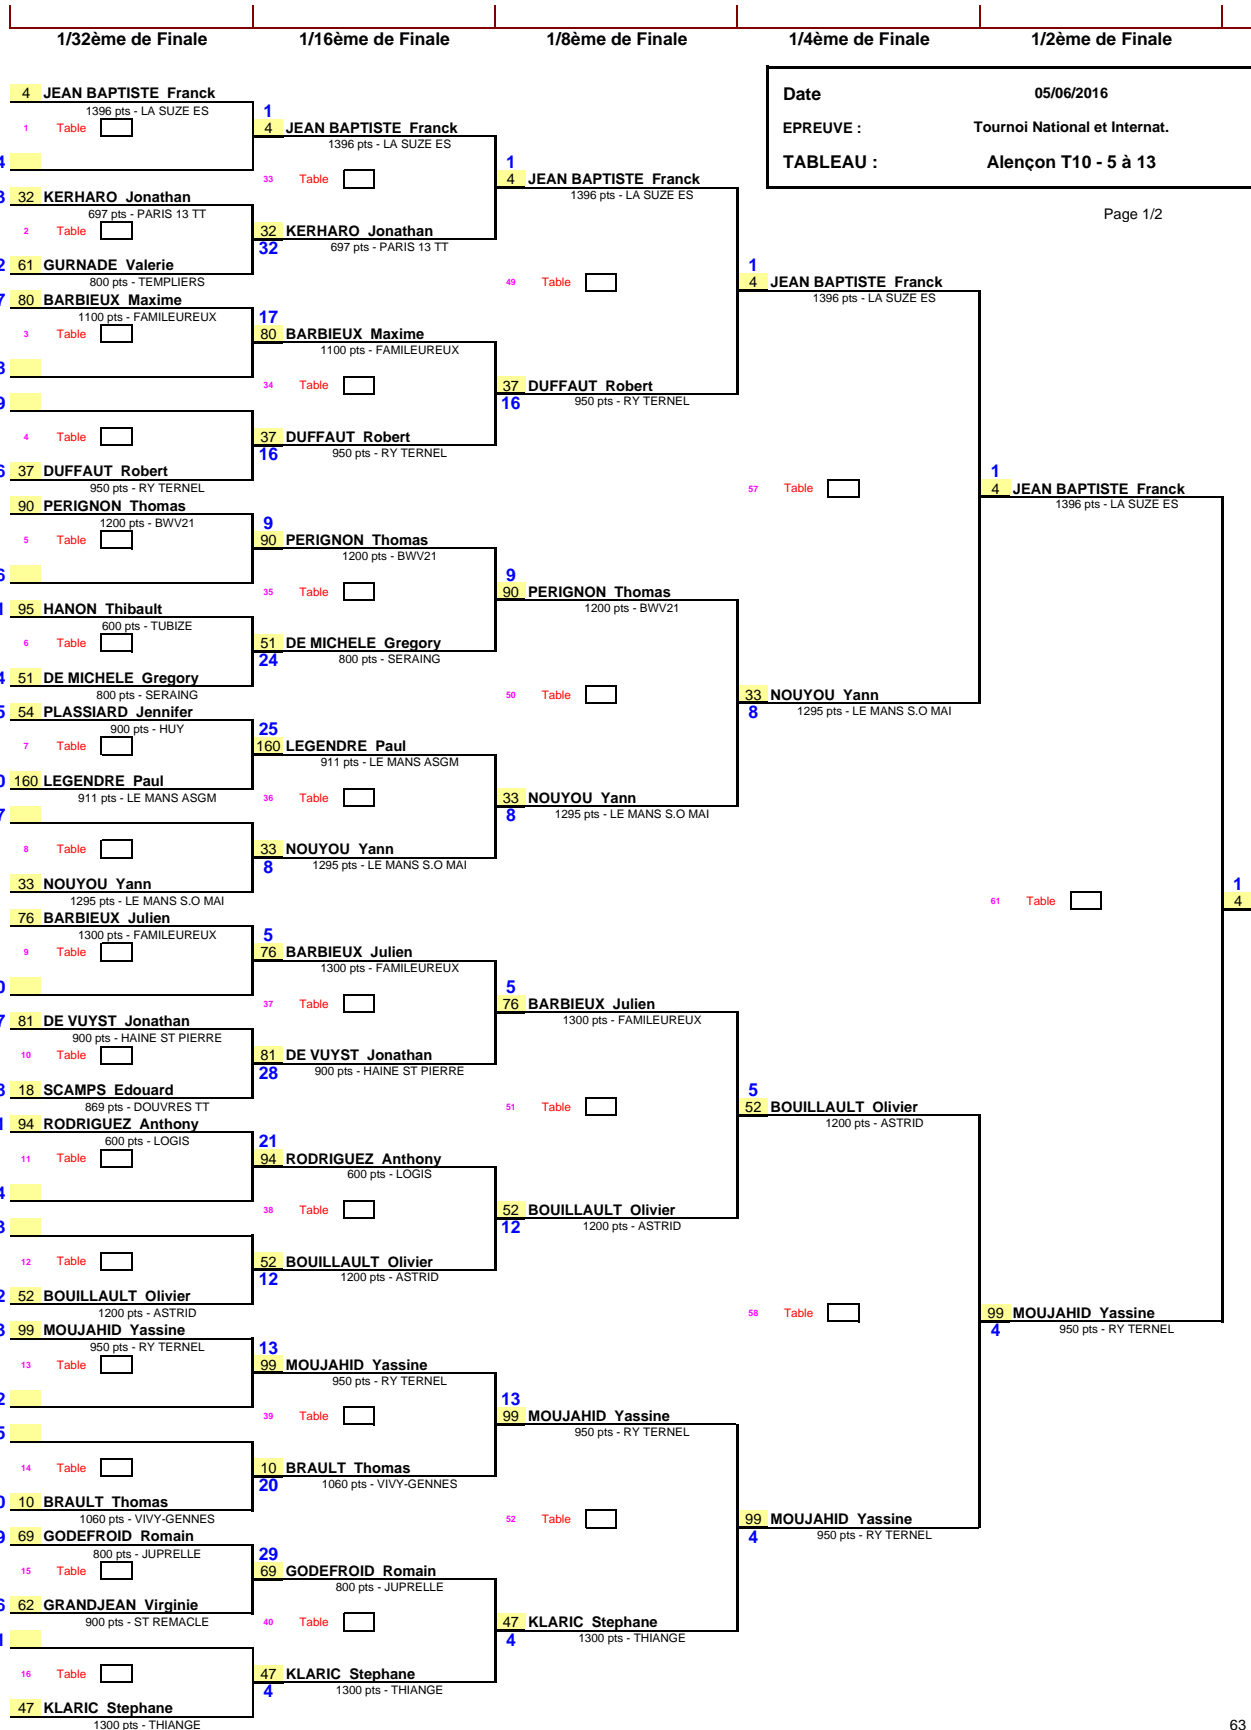 1/32ème de Finale 1/16ème de Finale 1/8ème de Finale 1/4ème de Finale 1/2ème de Finale
Date 05/06/2016
EPREUVE : Tournoi National et Internat.
TABLEAU : Alençon T10 - 5 à 13
Page 1/2
4 JEAN BAPTISTE Franck
1396 pts - LA SUZE ES
1 Table
4
3 32 KERHARO Jonathan
697 pts - PARIS 13 TT
2 Table
2 61 GURNADE Valerie
800 pts - TEMPLIERS
7 80 BARBIEUX Maxime
1100 pts - FAMILEUREUX
3 Table
4 Table
6 37 DUFFAUT Robert
950 pts - RY TERNEL
90 PERIGNON Thomas
1200 pts - BWV21
5 Table
95 HANON Thibault
600 pts - TUBIZE
6 Table
4 51 DE MICHELE Gregory
800 pts - SERAING
5 54 PLASSIARD Jennifer
900 pts - HUY
7 Table
0 160 LEGENDRE Paul
911 pts - LE MANS ASGM
7
8 Table
33 NOUYOU Yann
1295 pts - LE MANS S.O MAI
76 BARBIEUX Julien
1300 pts - FAMILEUREUX
9 Table
0
7 81 DE VUYST Jonathan
900 pts - HAINE ST PIERRE
10 Table
18 SCAMPS Edouard
869 pts - DOUVRES TT
94 RODRIGUEZ Anthony
600 pts - LOGIS
11 Table
4
12 Table
2 52 BOUILLAULT Olivier
1200 pts - ASTRID
3 99 MOUJAHID Yassine
950 pts - RY TERNEL
13 Table
2
5
14 Table
0 10 BRAULT Thomas
1060 pts - VIVY-GENNES
9 69 GODEFROID Romain
800 pts - JUPRELLE
15 Table
6 62 GRANDJEAN Virginie
900 pts - ST REMACLE
16 Table
47 KLARIC Stephane
1300 pts - THIANGE
1
4 JEAN BAPTISTE Franck
1396 pts - LA SUZE ES
33 Table
32 KERHARO Jonathan
32 697 pts - PARIS 13 TT
17
80 BARBIEUX Maxime
1100 pts - FAMILEUREUX
34 Table
37 DUFFAUT Robert
16 950 pts - RY TERNEL
9
90 PERIGNON Thomas
1200 pts - BWV21
35 Table
51 DE MICHELE Gregory
24 800 pts - SERAING
25
160 LEGENDRE Paul
911 pts - LE MANS ASGM
36 Table
33 NOUYOU Yann
8 1295 pts - LE MANS S.O MAI
5
76 BARBIEUX Julien
1300 pts - FAMILEUREUX
37 Table
81 DE VUYST Jonathan
28 900 pts - HAINE ST PIERRE
21
94 RODRIGUEZ Anthony
600 pts - LOGIS
38 Table
52 BOUILLAULT Olivier
12 1200 pts - ASTRID
13
99 MOUJAHID Yassine
950 pts - RY TERNEL
39 Table
10 BRAULT Thomas
20 1060 pts - VIVY-GENNES
29
69 GODEFROID Romain
800 pts - JUPRELLE
40 Table
47 KLARIC Stephane
4 1300 pts - THIANGE
1
4 JEAN BAPTISTE Franck
1396 pts - LA SUZE ES
49 Table
37 DUFFAUT Robert
16 950 pts - RY TERNEL
9
90 PERIGNON Thomas
1200 pts - BWV21
50 Table
33 NOUYOU Yann
8 1295 pts - LE MANS S.O MAI
5
76 BARBIEUX Julien
1300 pts - FAMILEUREUX
51 Table
52 BOUILLAULT Olivier
12 1200 pts - ASTRID
13
99 MOUJAHID Yassine
950 pts - RY TERNEL
52 Table
47 KLARIC Stephane
4 1300 pts - THIANGE
1
4 JEAN BAPTISTE Franck
1396 pts - LA SUZE ES
57 Table
33 NOUYOU Yann
8 1295 pts - LE MANS S.O MAI
5
52 BOUILLAULT Olivier
1200 pts - ASTRID
58 Table
99 MOUJAHID Yassine
4 950 pts - RY TERNEL
1
4 JEAN BAPTISTE Franck
1396 pts - LA SUZE ES
61 Table
99 MOUJAHID Yassine
4 950 pts - RY TERNEL
1
4
63